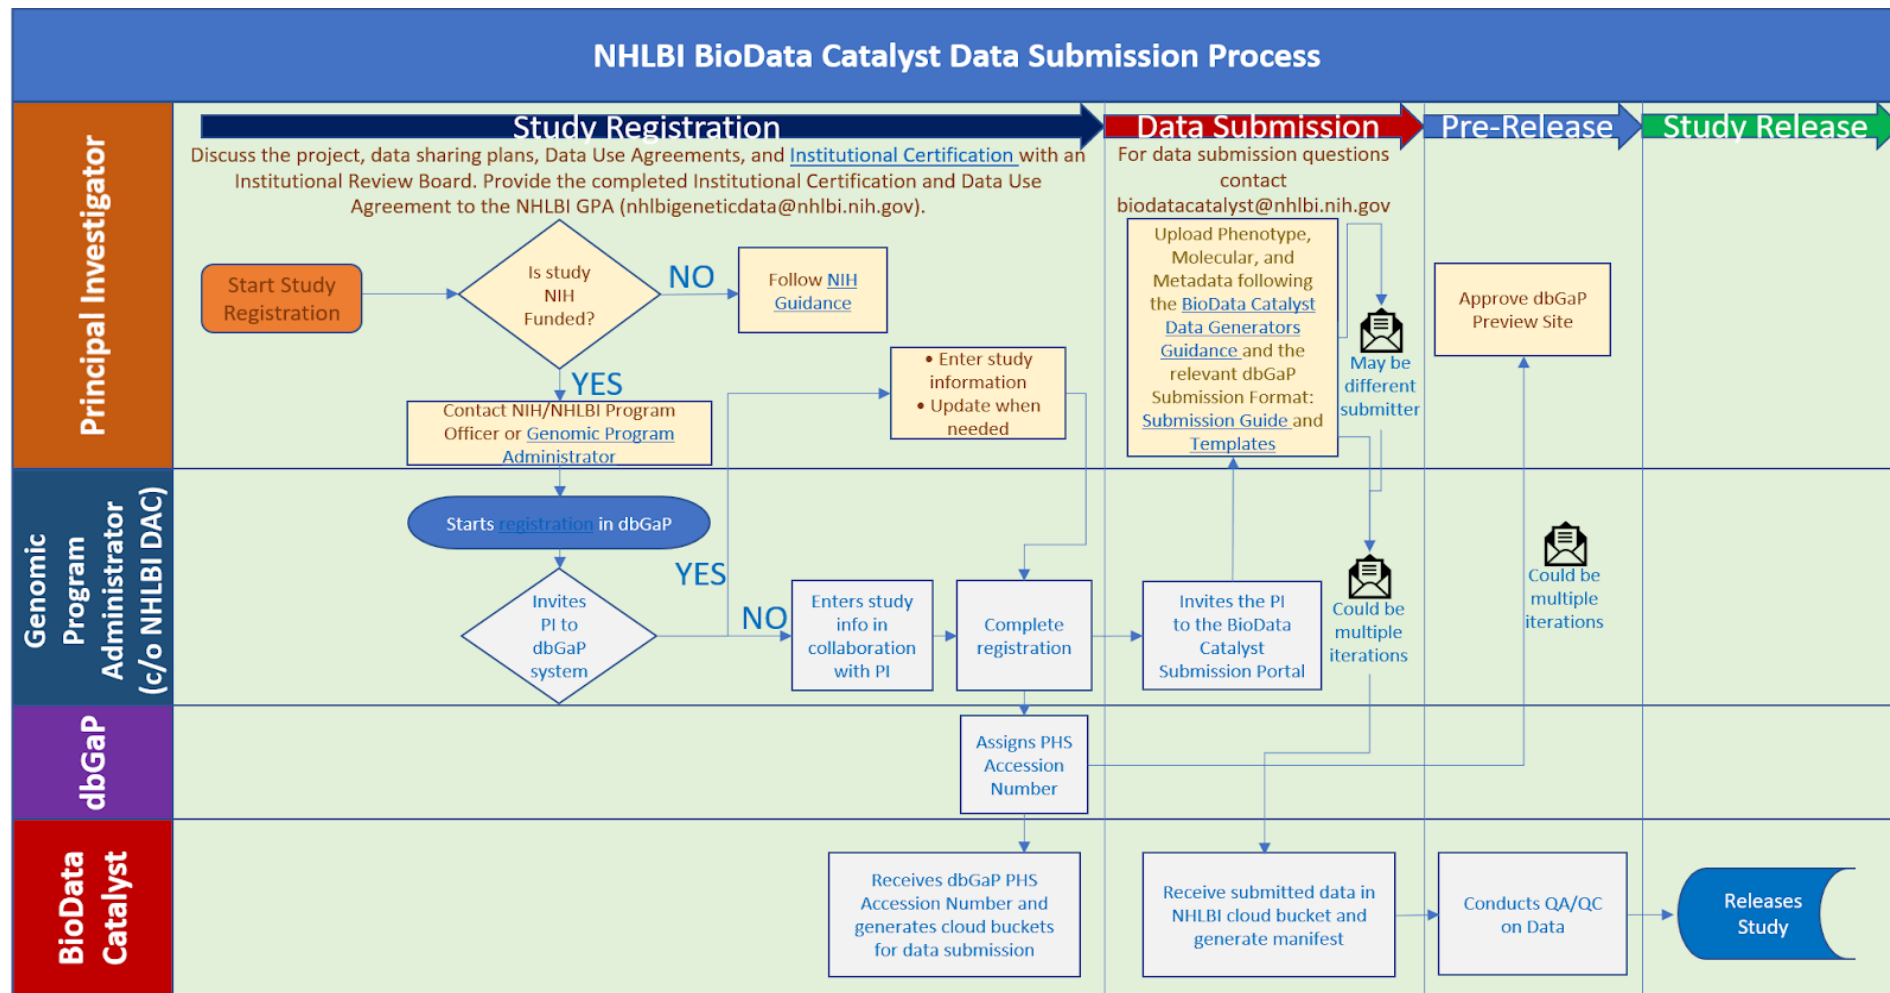 NHLBI BioData Catalyst Data Submission Process
Principal Investigator
Study Registration
Data Submission
Pre-Release
Study Release
Discuss the project, data sharing plans, Data Use Agreements, and Institutional Certification with an
Institutional Review Board. Provide the completed Institutional Certification and Data Use
Agreement to the NHLBI GPA (nhlbigeneticdata@nhlbi.nih.gov).
For data submission questions
contact
biodatacatalyst@nhlbi.nih.gov
Start Study
Registration
Is study
NIH
Funded?
NO
Follow NIH
Guidance
YES
Contact NIH/NHLBI Program
Officer or Genomic Program
Administrator
• Enter study
information
• Update when
needed
Upload Phenotype,
Molecular, and
Metadata following
the BioData Catalyst
Data Generators
Guidance and the
relevant dbGaP
Submission Format:
Submission Guide and
Templates
May be
different
submitter
Approve dbGaP
Preview Site
Genomic
Program
Administrator
(c/o NHLBI DAC)
Starts registration in dbGaP
Invites
PI to
dbGaP
system
YES
NO
Enters study
info in
collaboration
with PI
Complete
registration
Invites the PI
to the BioData
Catalyst
Submission Portal
Could be
multiple
iterations
Could be
multiple
iterations
dbGaP
Assigns PHS
Accession
Number
BioData
Catalyst
Receives dbGaP PHS
Accession Number and
generates cloud buckets
for data submission
Receive submitted data in
NHLBI cloud bucket and
generate manifest
Conducts QA/QC
on Data
Releases
Study